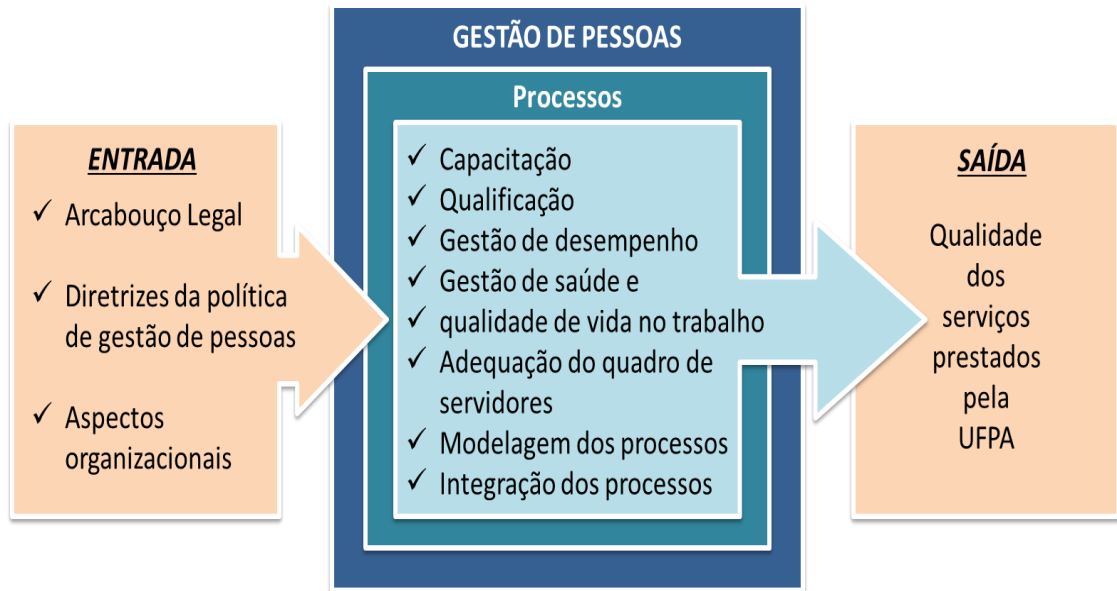 GESTÃO DE PESSOAS
Processos
ENTRADA
✓ Arcabouço Legal
✓ Diretrizes da política
de gestão de pessoas
✓ Aspectos
organizacionais
✓ Capacitação
✓ Qualificação
✓ Gestão de desempenho
✓ Gestão de saúde e
✓ qualidade de vida no trabalho
✓ Adequação do quadro de
servidores
✓ Modelagem dos processos
✓ Integração dos processos
SAÍDA
Qualidade
dos
serviços
prestados
pela
UFPA